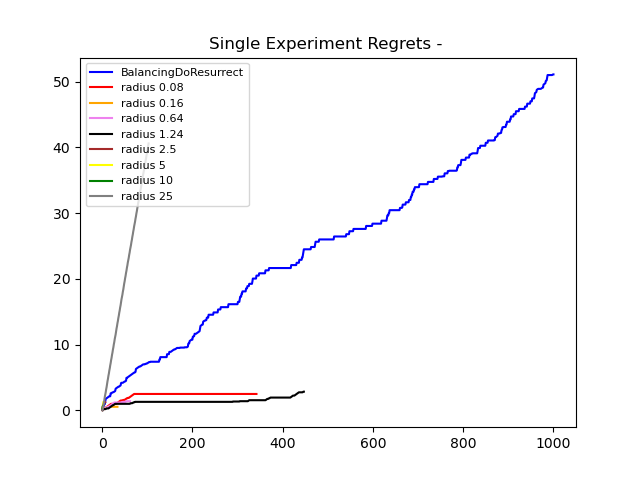 Single Experiment Regrets -
BalancingDoResurrect
radius 0.08
radius 0.16
radius 0.64
radius 1.24
radius 2.5
radius 5
radius 10
radius 25
50
40
30
20
10
0
0 200 400 600 800 1000